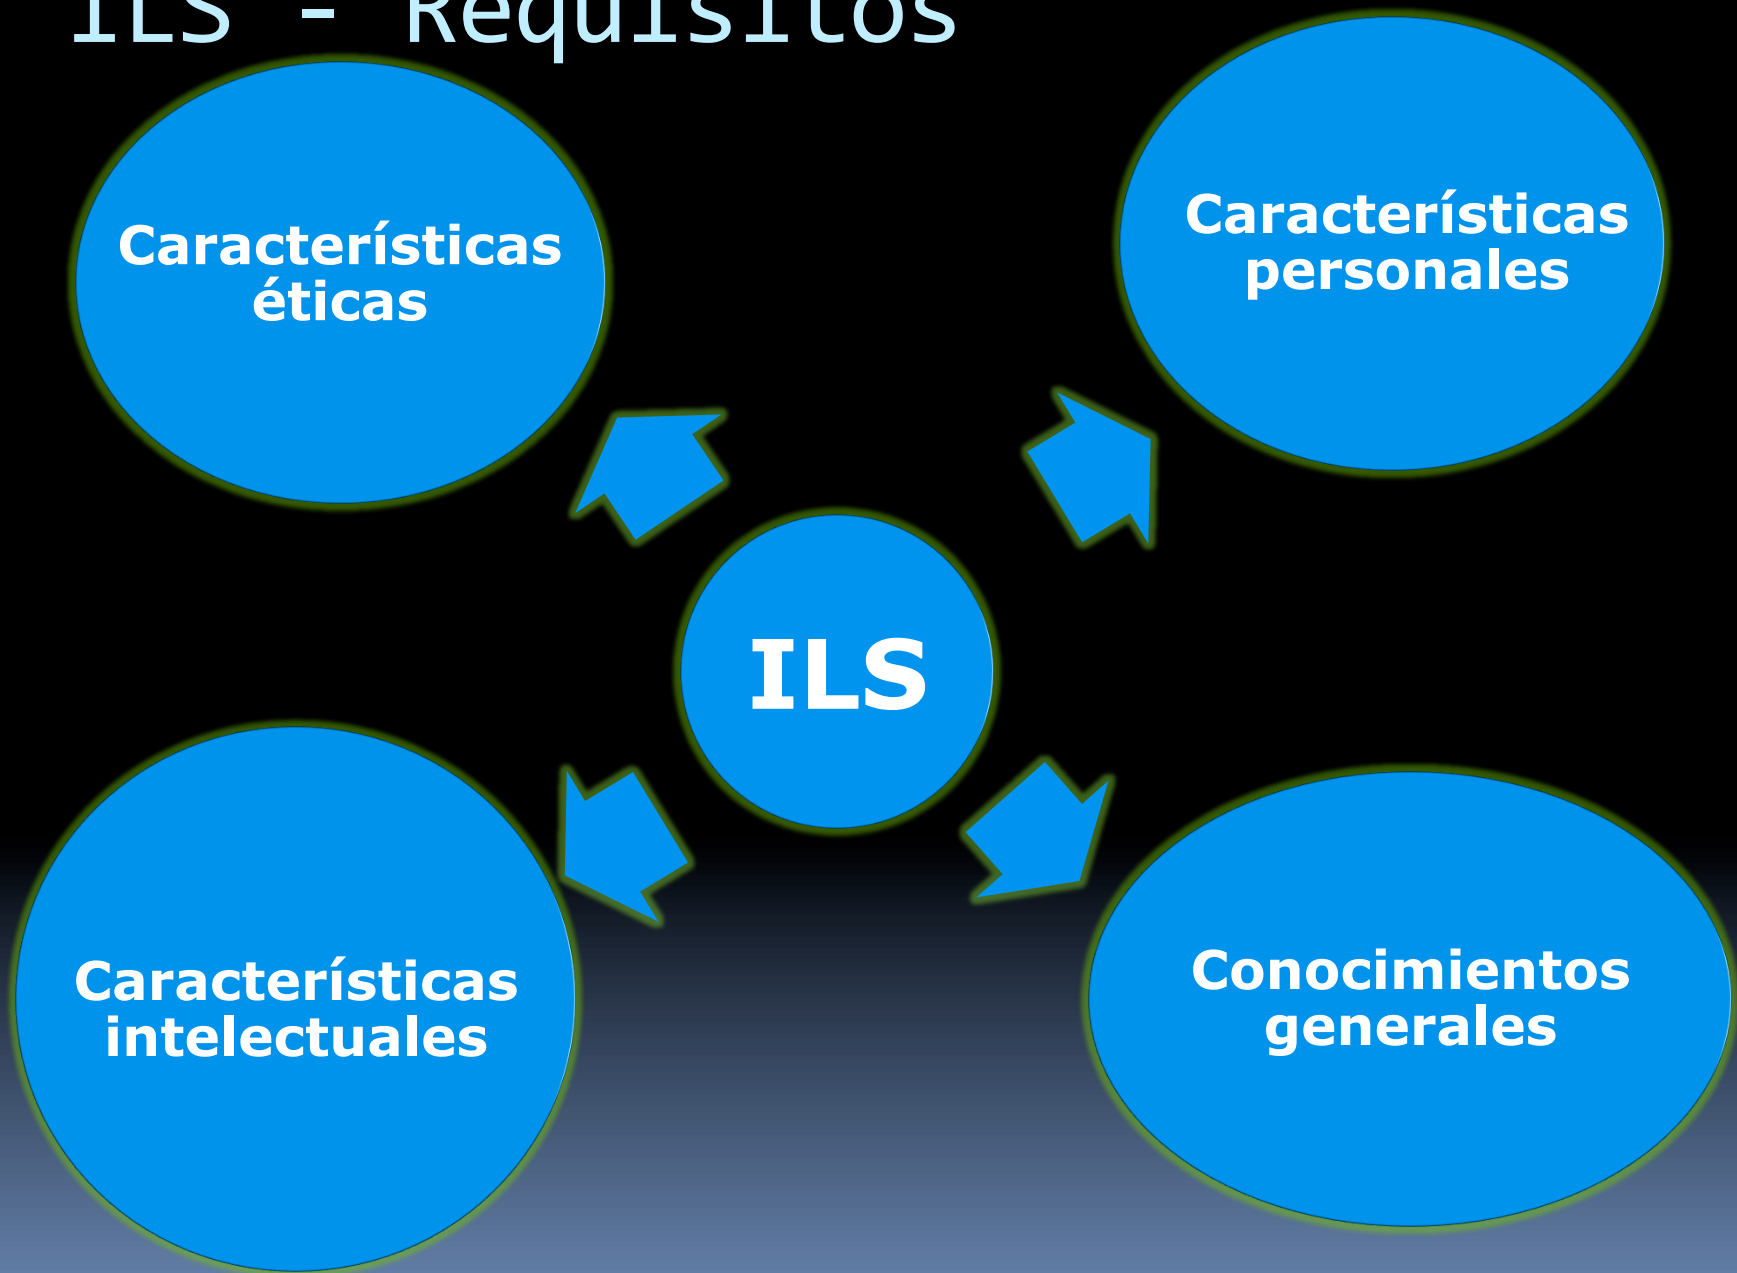 ILS - Requisitos
Características
éticas
Características
personales
ILS
Características
intelectuales
Conocimientos
generales